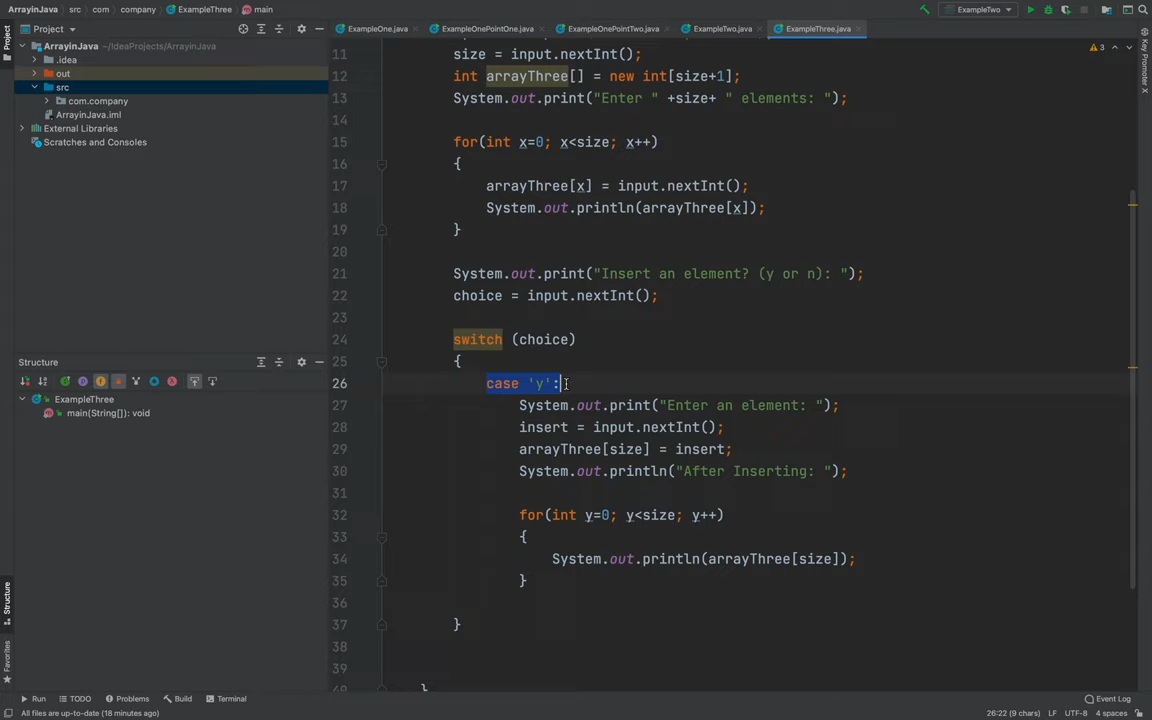 ArrayinJava src com company ExampleThree main
ExampleTwo
Project
ExampleOne.java ExampleOnePointOne.java ExampleOnePointTwo.java ExampleTwo.java ExampleThree.java
ArrayinJava ~/IdeaProjects/ArrayinJava
.idea
out
src
com.company
ArrayinJava.iml
External Libraries
Scratches and Consoles
Project
Key Promoter X
3
11 size = input.nextInt();
12 int arrayThree[] = new int[size+1];
13 System.out.print("Enter " +size+ " elements: ");
14
15 for(int x=0; x<size; x++)
16 {
17 arrayThree[x] = input.nextInt();
18 System.out.println(arrayThree[x]);
19 }
20
21 System.out.print("Insert an element? (y or n): ");
22 choice = input.nextInt();
23
24 switch (choice)
25 {
26 case 'y':
27 System.out.print("Enter an element: ");
28 insert = input.nextInt();
29 arrayThree[size] = insert;
30 System.out.println("After Inserting: ");
31
32 for(int y=0; y<size; y++)
33 {
34 System.out.println(arrayThree[size]);
35 }
36
37 }
38
39
40 }
Structure
ExampleThree
main(String[]): void
Structure
Favorites
Run TODO Problems Build Terminal Event Log
All files are up-to-date (18 minutes ago) 26:22 (9 chars) LF UTF-8 4 spaces